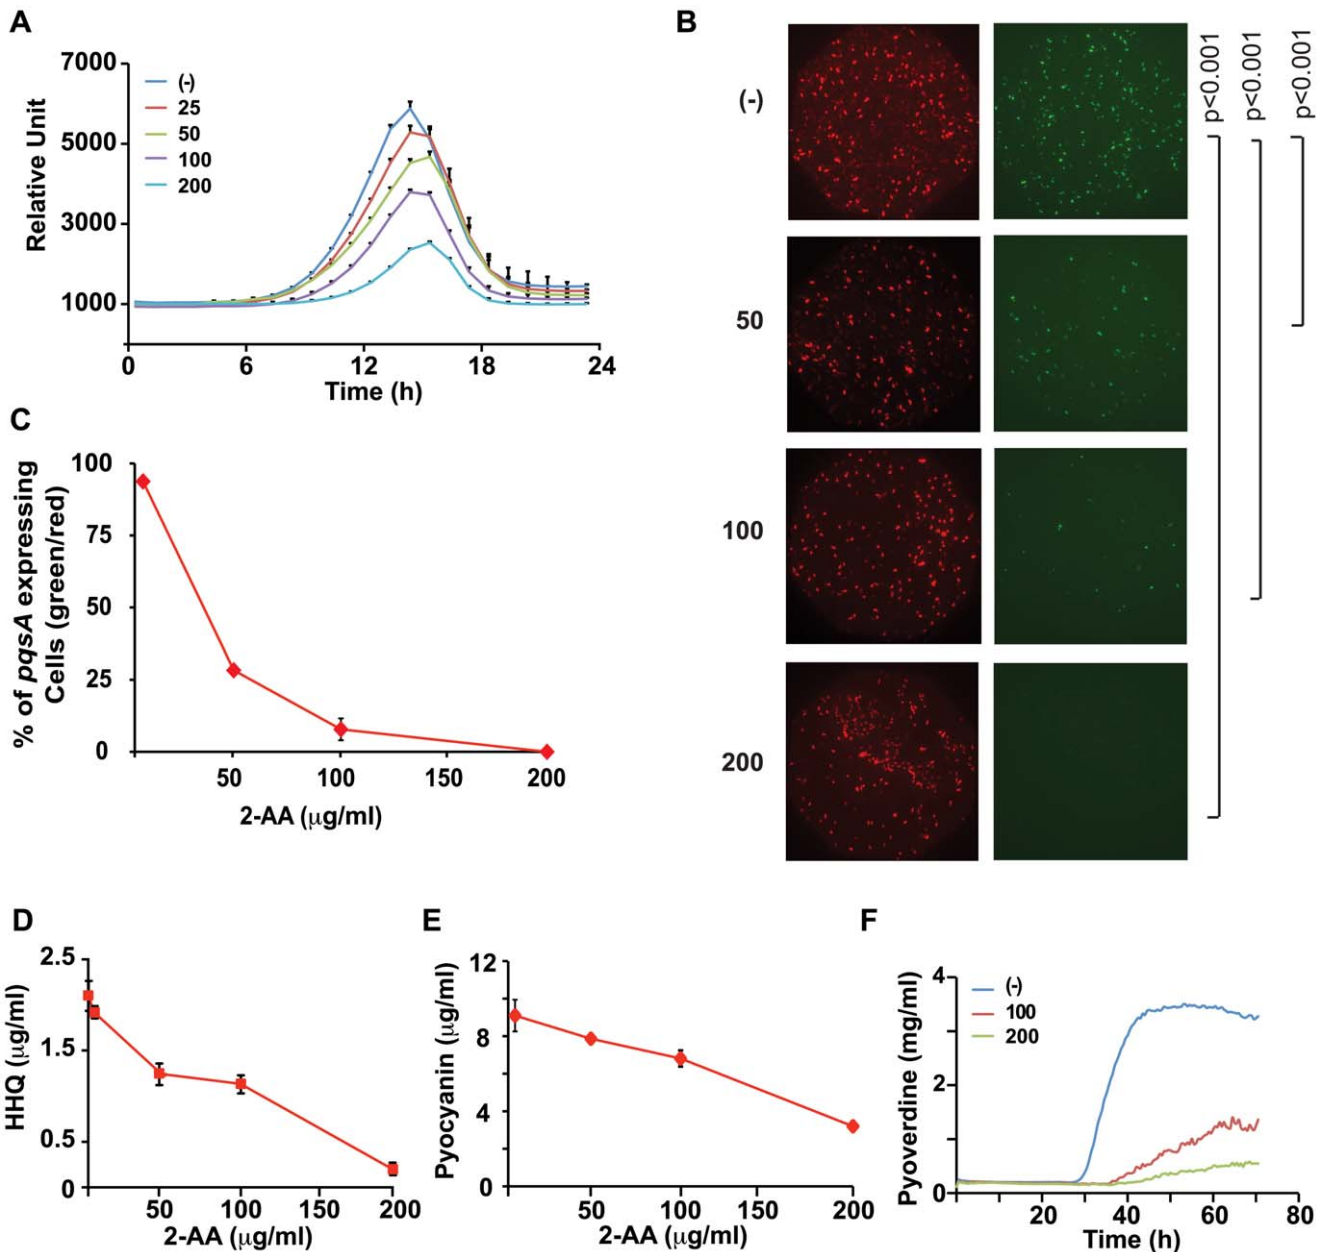 A
7000
5000
3000
1000
Relative Unit
(-)
25
50
100
200
0
6
12
18
24
Time (h)
B
(-)
50
100
200
p<0.001
p<0.001
p<0.001
C
100
75
50
25
0
% of pqsA expressing
Cells (green/red)
50
100
150
200
2-AA (μg/ml)
D
2.5
1.5
0.5
0
HHQ (μg/ml)
50
100
150
200
2-AA (μg/ml)
E
12
8
4
0
Pyocyanin (μg/ml)
50
100
150
200
2-AA (μg/ml)
F
4
2
0
Pyoverdine (mg/ml)
(-)
100
200
20
40
60
80
Time (h)